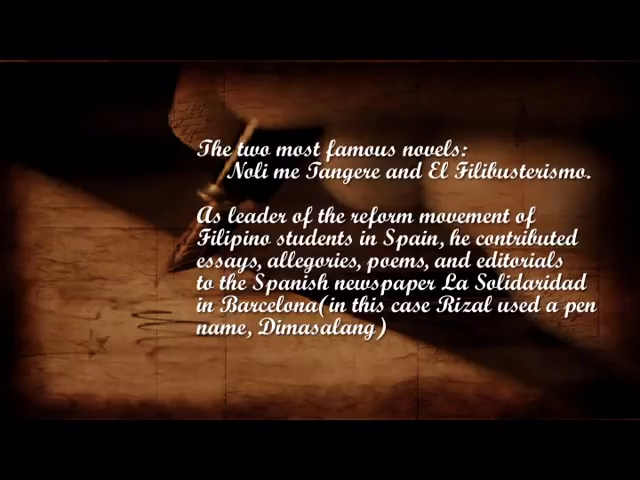 The two most famous novels:
Noli me Tangere and El Filibusterismo.
As leader of the reform movement of
Filipino students in Spain, he contributed
essays, allegories, poems, and editorials
to the Spanish newspaper La Solidaridad
in Barcelona(in this case Rizal used a pen
name, Dimasalang)